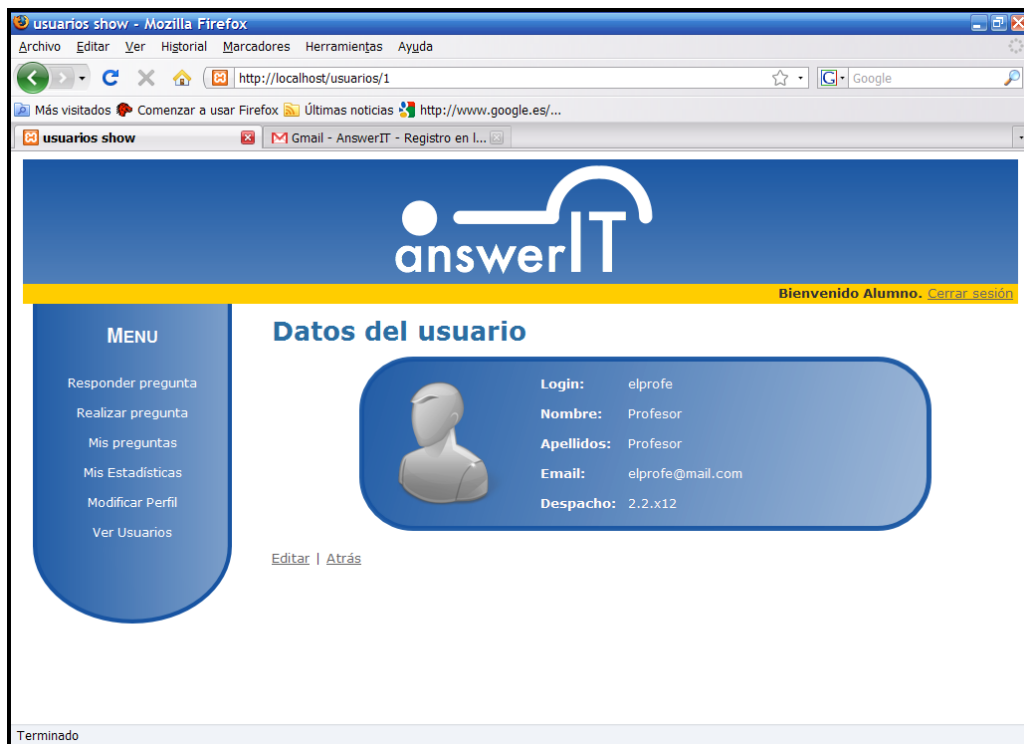 usuarios show - Mozilla Firefox
Archivo Editar Ver Historial Marcadores Herramientas Ayuda
http://localhost/usuarios/1 G Google
Más visitados Comenzar a usar Firefox Últimas noticias http://www.google.es/...
usuarios show Gmail - AnswerIT - Registro en l...
answerIT
Bienvenido Alumno. Cerrar sesión
MENU
Responder pregunta
Realizar pregunta
Mis preguntas
Mis Estadísticas
Modificar Perfil
Ver Usuarios
Datos del usuario
Login: elprofe
Nombre: Profesor
Apellidos: Profesor
Email: elprofe@mail.com
Despacho: 2.2.x12
Editar | Atrás
Terminado